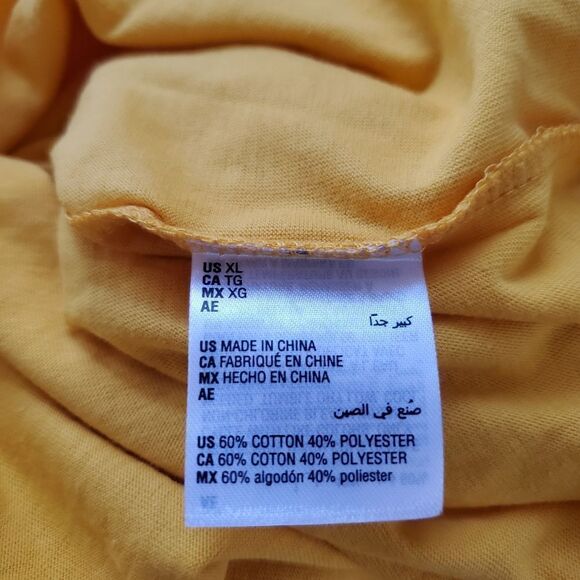 US XL
CA TG
MX XG
AE
كبير جداً
US MADE IN CHINA
CA FABRIQUÉ EN CHINE
MX HECHO EN CHINA
AE
صُنع في الصين
US 60% COTTON 40% POLYESTER
CA 60% COTON 40% POLYESTER
MX 60% algodón 40% poliester